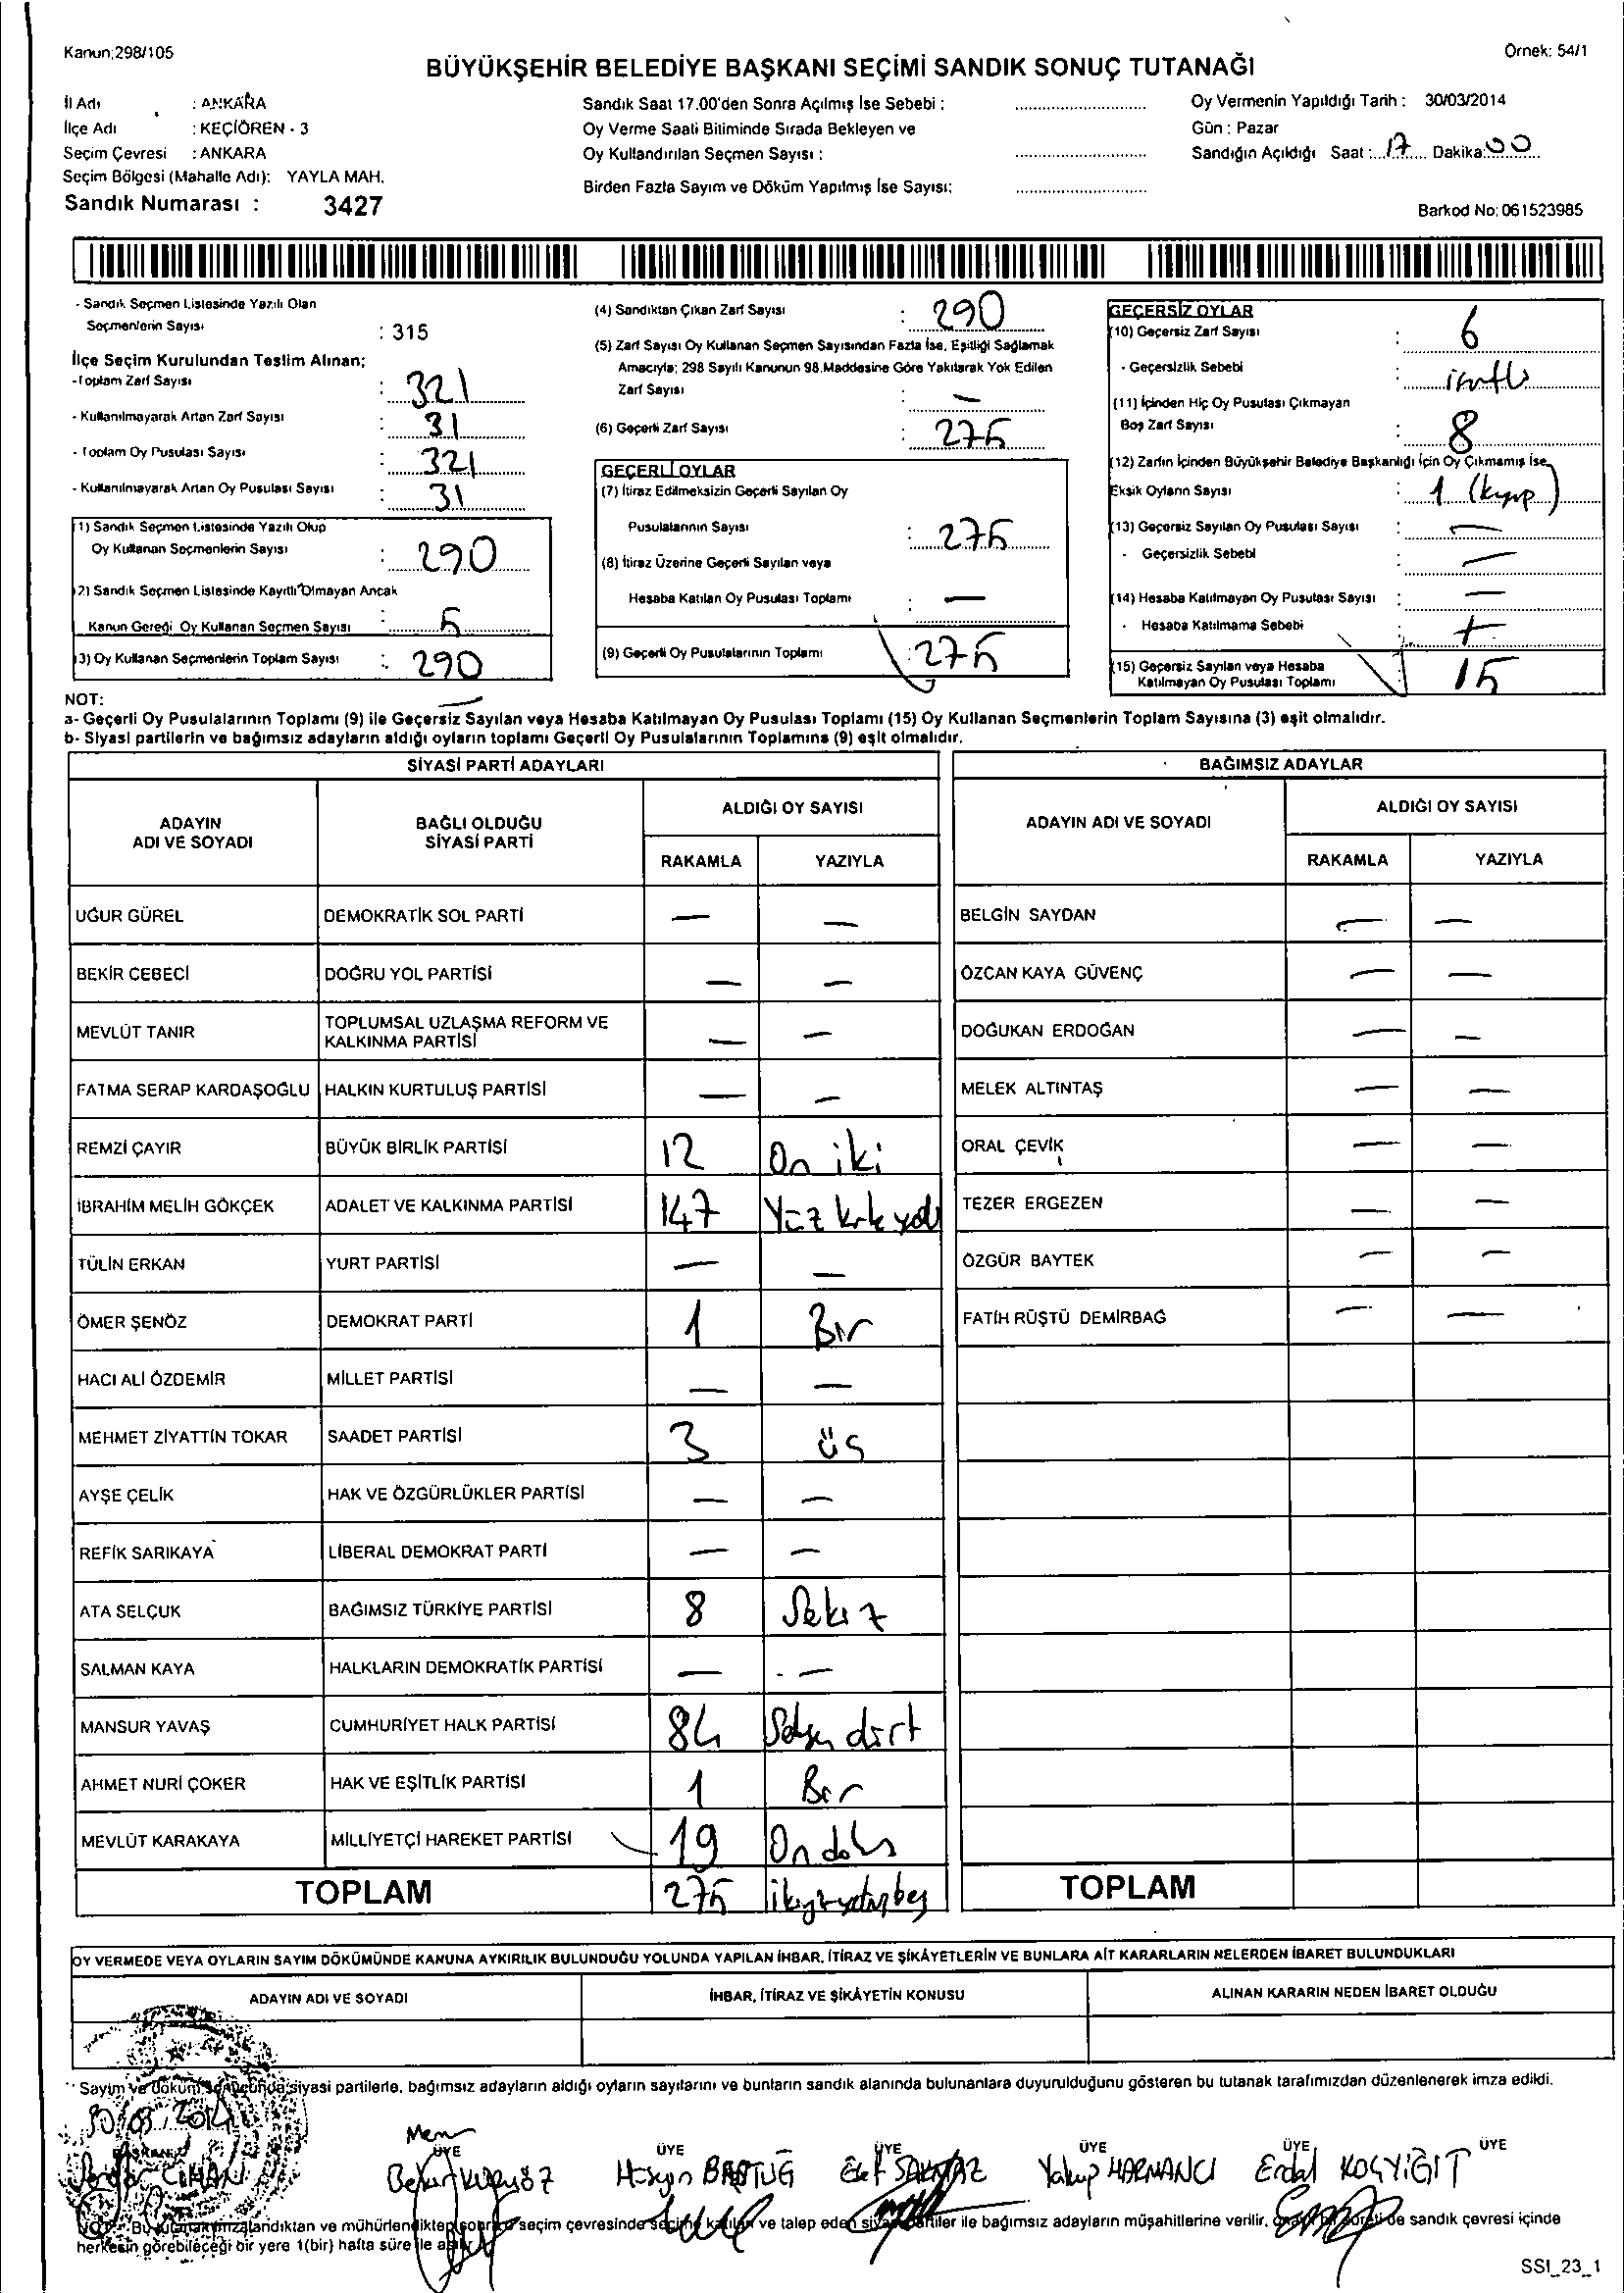 Kanun;298/105
Örnek: 54/1
BÜYÜKŞEHİR BELEDİYE BAŞKANI SEÇİMİ SANDIK SONUÇ TUTANAĞI
İl Adı : ANKARA
İlçe Adı : KEÇİÖREN - 3
Seçim Çevresi : ANKARA
Seçim Bölgesi (Mahalle Adı): YAYLA MAH.
Sandık Numarası : 3427
Sandık Saat 17.00'den Sonra Açılmış İse Sebebi :
Oy Verme Saati Bitiminde Sırada Bekleyen ve
Oy Kullandırılan Seçmen Sayısı :
Birden Fazla Sayım ve Döküm Yapılmış İse Sayısı:
Oy Vermenin Yapıldığı Tarih : 30/03/2014
Gün : Pazar
Sandığın Açıldığı Saat : 17 Dakika 00
Barkod No: 061523985
- Sandık Seçmen Listesinde Yazılı Olan
Seçmenlerin Sayısı : 315
İlçe Seçim Kurulundan Teslim Alınan;
-Toplam Zarf Sayısı : 321
- Kullanılmayarak Artan Zarf Sayısı : 31
- Toplam Oy Pusulası Sayısı : 321
- Kullanılmayarak Artan Oy Pusulası Sayısı : 31
(1) Sandık Seçmen Listesinde Yazılı Olup
Oy Kullanan Seçmenlerin Sayısı : 290
(2) Sandık Seçmen Listesinde Kayıtlı Olmayan Ancak
Kanun Gereği Oy Kullanan Seçmen Sayısı : 5
(3) Oy Kullanan Seçmenlerin Toplam Sayısı : 290
(4) Sandıktan Çıkan Zarf Sayısı : 290
(5) Zarf Sayısı Oy Kullanan Seçmen Sayısından Fazla İse, Eşitliği Sağlamak
Amacıyla; 298 Sayılı Kanunun 98.Maddesine Göre Yakılarak Yok Edilen
Zarf Sayısı : —
(6) Geçerli Zarf Sayısı : 275
GEÇERLİ OYLAR
(7) İtiraz Edilmeksizin Geçerli Sayılan Oy
Pusulalarının Sayısı : 275
(8) İtiraz Üzerine Geçerli Sayılan veya
Hesaba Katılan Oy Pusulası Toplamı : —
(9) Geçerli Oy Pusulalarının Toplamı : 275
GEÇERSİZ OYLAR
(10) Geçersiz Zarf Sayısı : 6
- Geçersizlik Sebebi :
(11) İçinden Hiç Oy Pusulası Çıkmayan
Boş Zarf Sayısı : 8
(12) Zarfın İçinden Büyükşehir Belediye Başkanlığı İçin Oy Çıkmamış İse,
Eksik Oyların Sayısı : 1 (kayıp)
(13) Geçersiz Sayılan Oy Pusulası Sayısı : —
- Geçersizlik Sebebi : —
(14) Hesaba Katılmayan Oy Pusulası Sayısı : —
- Hesaba Katılmama Sebebi :
(15) Geçersiz Sayılan veya Hesaba
Katılmayan Oy Pusulası Toplamı 15
NOT:
a- Geçerli Oy Pusulalarının Toplamı (9) ile Geçersiz Sayılan veya Hesaba Katılmayan Oy Pusulası Toplamı (15) Oy Kullanan Seçmenlerin Toplam Sayısına (3) eşit olmalıdır.
b- Siyasi partilerin ve bağımsız adayların aldığı oyların toplamı Geçerli Oy Pusulalarının Toplamına (9) eşit olmalıdır.
SİYASİ PARTİ ADAYLARI
BAĞIMSIZ ADAYLAR
ADAYIN ADI VE SOYADI
BAĞLI OLDUĞU SİYASİ PARTİ
ALDIĞI OY SAYISI
RAKAMLA YAZIYLA
ADAYIN ADI VE SOYADI
ALDIĞI OY SAYISI
RAKAMLA YAZIYLA
UĞUR GÜREL DEMOKRATİK SOL PARTİ — — BELGİN SAYDAN — —
BEKİR CEBECİ DOĞRU YOL PARTİSİ — — ÖZCAN KAYA GÜVENÇ — —
MEVLÜT TANIR TOPLUMSAL UZLAŞMA REFORM VE KALKINMA PARTİSİ — — DOĞUKAN ERDOĞAN — —
FATMA SERAP KARDAŞOĞLU HALKIN KURTULUŞ PARTİSİ — — MELEK ALTINTAŞ — —
REMZİ ÇAYIR BÜYÜK BİRLİK PARTİSİ 12 On iki ORAL ÇEVİK — —
İBRAHİM MELİH GÖKÇEK ADALET VE KALKINMA PARTİSİ 147 Yüz kırk yedi TEZER ERGEZEN — —
TÜLİN ERKAN YURT PARTİSİ — — ÖZGÜR BAYTEK — —
ÖMER ŞENÖZ DEMOKRAT PARTİ 1 Bir FATİH RÜŞTÜ DEMİRBAĞ — —
HACI ALİ ÖZDEMİR MİLLET PARTİSİ — —
MEHMET ZİYATTİN TOKAR SAADET PARTİSİ 3 üç
AYŞE ÇELİK HAK VE ÖZGÜRLÜKLER PARTİSİ — —
REFİK SARIKAYA LİBERAL DEMOKRAT PARTİ — —
ATA SELÇUK BAĞIMSIZ TÜRKİYE PARTİSİ 8 Sekiz
SALMAN KAYA HALKLARIN DEMOKRATİK PARTİSİ — —
MANSUR YAVAŞ CUMHURİYET HALK PARTİSİ 84 Seksen dört
AHMET NURİ ÇOKER HAK VE EŞİTLİK PARTİSİ 1 Bir
MEVLÜT KARAKAYA MİLLİYETÇİ HAREKET PARTİSİ 19 On dokuz
TOPLAM 275 ikiyüzyetmişbeş TOPLAM
OY VERMEDE VEYA OYLARIN SAYIM DÖKÜMÜNDE KANUNA AYKIRILIK BULUNDUĞU YOLUNDA YAPILAN İHBAR, İTİRAZ VE ŞİKÂYETLERİN VE BUNLARA AİT KARARLARIN NELERDEN İBARET BULUNDUKLARI
ADAYIN ADI VE SOYADI İHBAR, İTİRAZ VE ŞİKÂYETİN KONUSU ALINAN KARARIN NEDEN İBARET OLDUĞU
Sayım ve döküm sonucunda siyasi partilerle, bağımsız adayların aldığı oyların sayılarını ve bunların sandık alanında bulunanlara duyurulduğunu gösteren bu tutanak tarafımızdan düzenlenerek imza edildi.
30/03/2014
BAŞKAN ÜYE ÜYE ÜYE ÜYE ÜYE ÜYE
CİHAN Hüseyin BAŞTUĞ Elif Yakup HARMANCI Erdal KOÇYİĞİT
NOT: Bu tutanak imzalandıktan ve mühürlendikten sonra seçim çevresinde seçime katılan ve talep eden siyasi partiler ile bağımsız adayların müşahitlerine verilir, sandık çevresi içinde
herkesin görebileceği bir yere 1(bir) hafta süre ile asılır.
SSI_23_1